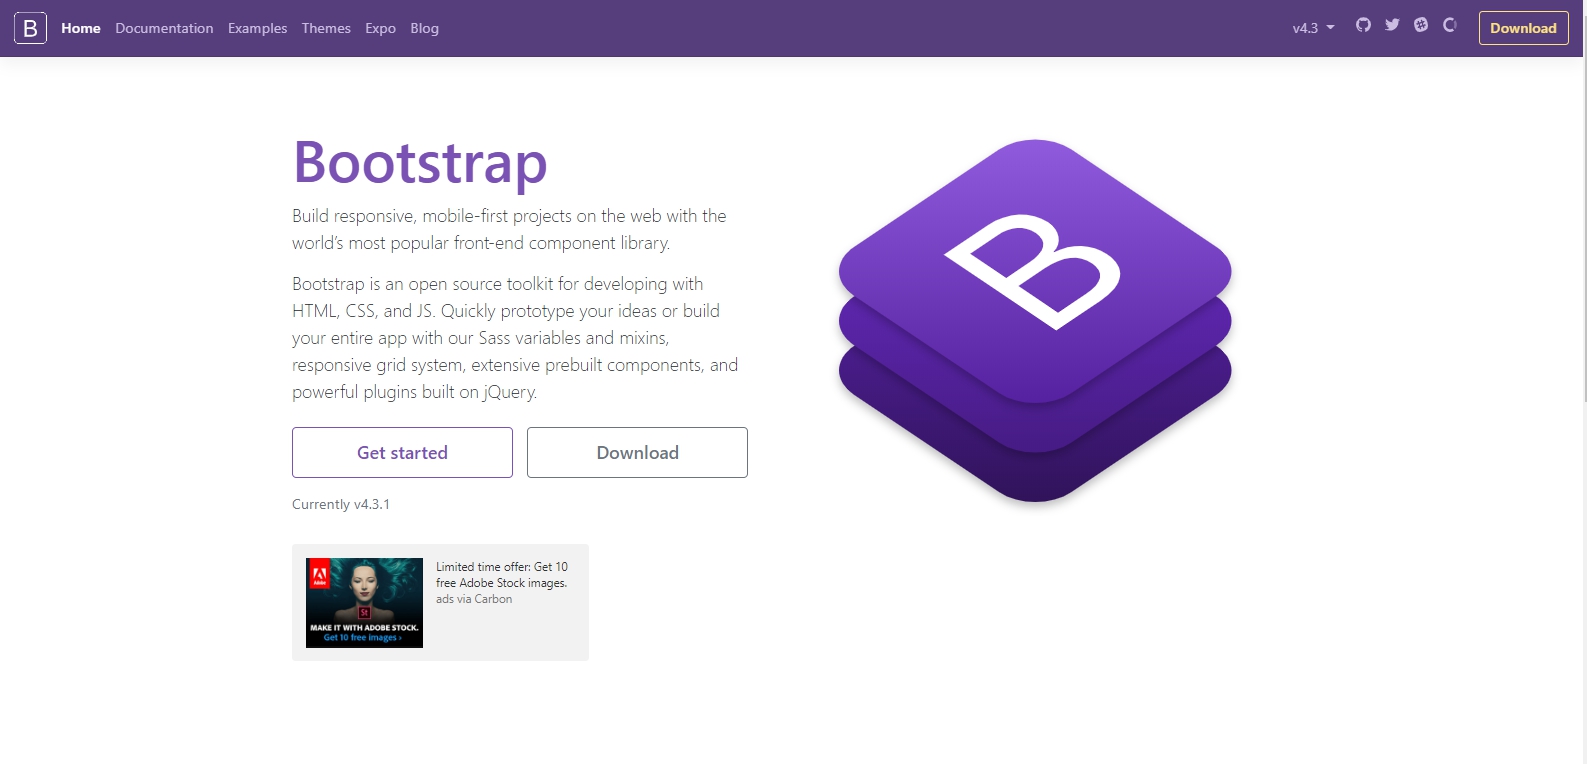 B Home Documentation Examples Themes Expo Blog v4.3 Download
Bootstrap
Build responsive, mobile-first projects on the web with the
world’s most popular front-end component library.
Bootstrap is an open source toolkit for developing with
HTML, CSS, and JS. Quickly prototype your ideas or build
your entire app with our Sass variables and mixins,
responsive grid system, extensive prebuilt components, and
powerful plugins built on jQuery.
Get started Download
Currently v4.3.1
B
Adobe
St
MAKE IT WITH ADOBE STOCK.
Get 10 free images ›
Limited time offer: Get 10
free Adobe Stock images.
ads via Carbon